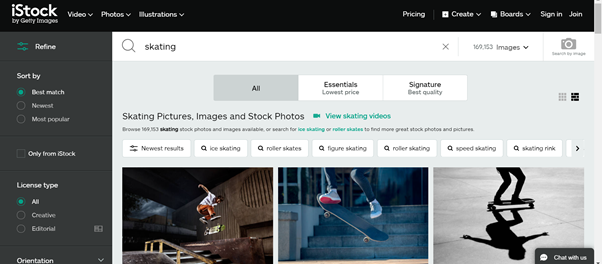 iStock
by Getty Images
Video
Photos
Illustrations
Pricing
Create
Boards
Sign in
Join
Refine
skating
169,153 Images
Search by image
Sort by
Best match
Newest
Most popular
Only from iStock
License type
All
Creative
Editorial
Orientation
All
Essentials
Lowest price
Signature
Best quality
Skating Pictures, Images and Stock Photos
View skating videos
Browse 169,153 skating stock photos and images available, or search for ice skating or roller skates to find more great stock photos and pictures.
Newest results
ice skating
roller skates
figure skating
roller skating
speed skating
skating rink
Chat with us